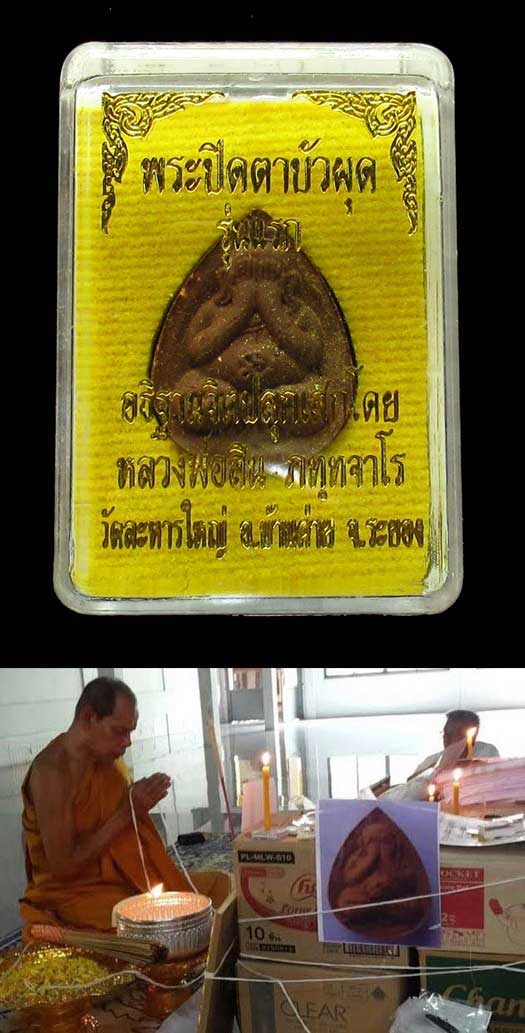 พระปิดตาบัวผุด
รุ่นแรก
อธิฐานจิตปลุกเสกโดย
หลวงพ่อสิน ภทฺทจาโร
วัดละหารใหญ่ อ.บ้านค่าย จ.ระยอง
PL-MLW-S10
10
CLEAR
POCKET